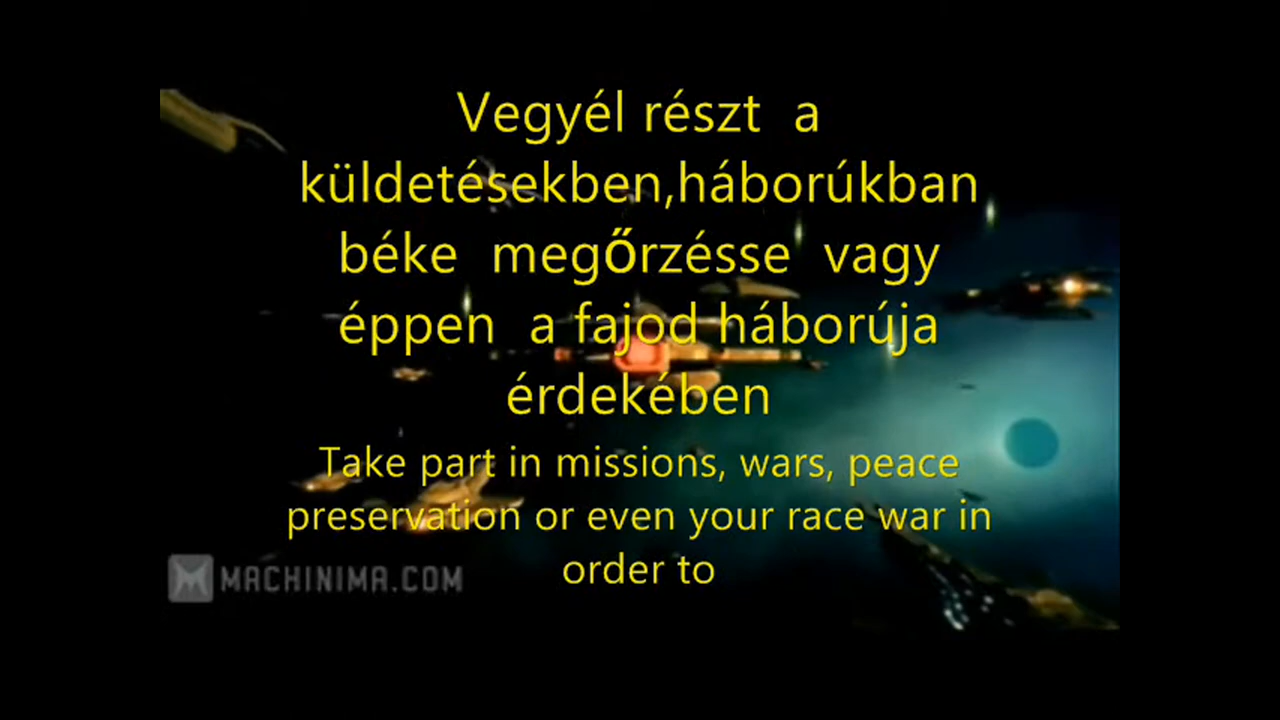 Vegyél részt a
küldetésekben,háborúkban
béke megőrzésse vagy
éppen a fajod háborúja
érdekében
Take part in missions, wars, peace
preservation or even your race war in
order to
MACHINIMA.COM